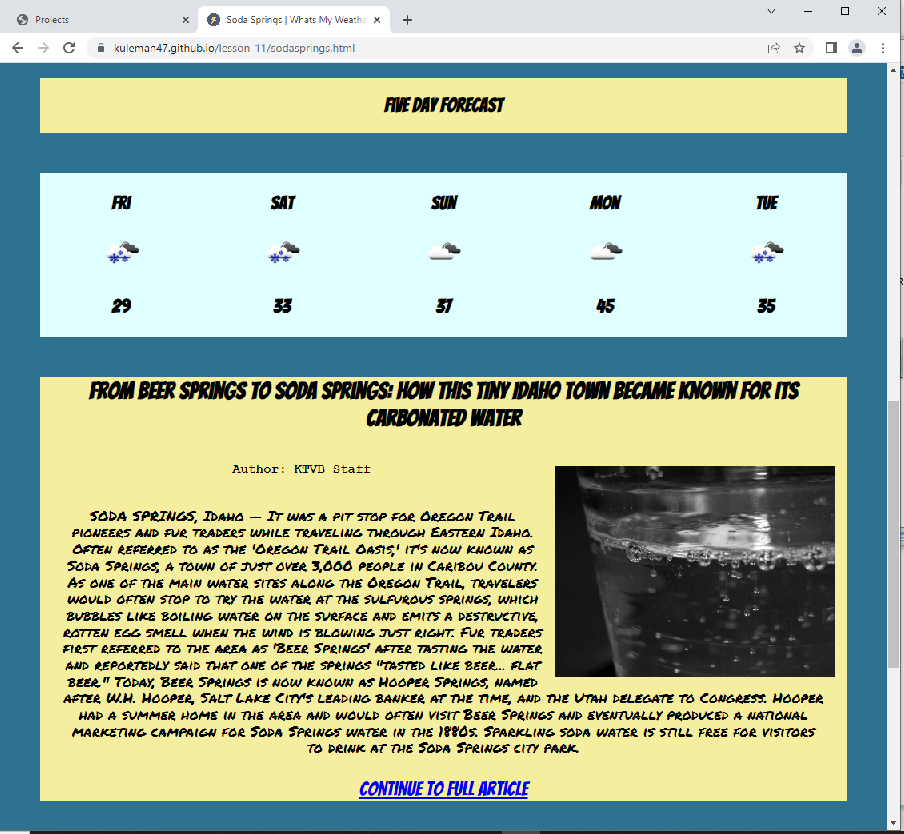 Projects
Soda Springs | Whats My Weathe
kuleman47.github.io/lesson-11/sodasprings.html
FIVE DAY FORECAST
FRI SAT SUN MON TUE
29 33 37 45 35
FROM BEER SPRINGS TO SODA SPRINGS: HOW THIS TINY IDAHO TOWN BECAME KNOWN FOR ITS
CARBONATED WATER
Author: KTVB Staff
SODA SPRINGS, Idaho — It was a pit stop for Oregon Trail
pioneers and fur traders while traveling through Eastern Idaho.
Often referred to as the 'Oregon Trail Oasis,' it's now known as
Soda Springs, a town of just over 3,000 people in Caribou County.
As one of the main water sites along the Oregon Trail, travelers
would often stop to try the water at the sulfurous springs, which
bubbles like boiling water on the surface and emits a destructive,
rotten egg smell when the wind is blowing just right. Fur traders
first referred to the area as 'Beer Springs' after tasting the water
and reportedly said that one of the springs "tasted like beer... flat
beer." Today, Beer Springs is now known as Hooper Springs, named
after W.H. Hooper, Salt Lake City's leading banker at the time, and the Utah delegate to Congress. Hooper
had a summer home in the area and would often visit Beer Springs and eventually produced a national
marketing campaign for Soda Springs water in the 1880s. Sparkling soda water is still free for visitors
to drink at the Soda Springs city park.
CONTINUE TO FULL ARTICLE